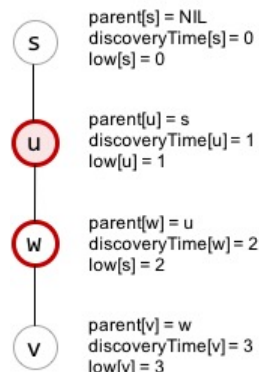 s
parent[s] = NIL
discoveryTime[s] = 0
low[s] = 0
u
parent[u] = s
discoveryTime[u] = 1
low[u] = 1
w
parent[w] = u
discoveryTime[w] = 2
low[s] = 2
v
parent[v] = w
discoveryTime[v] = 3
low[v] = 3